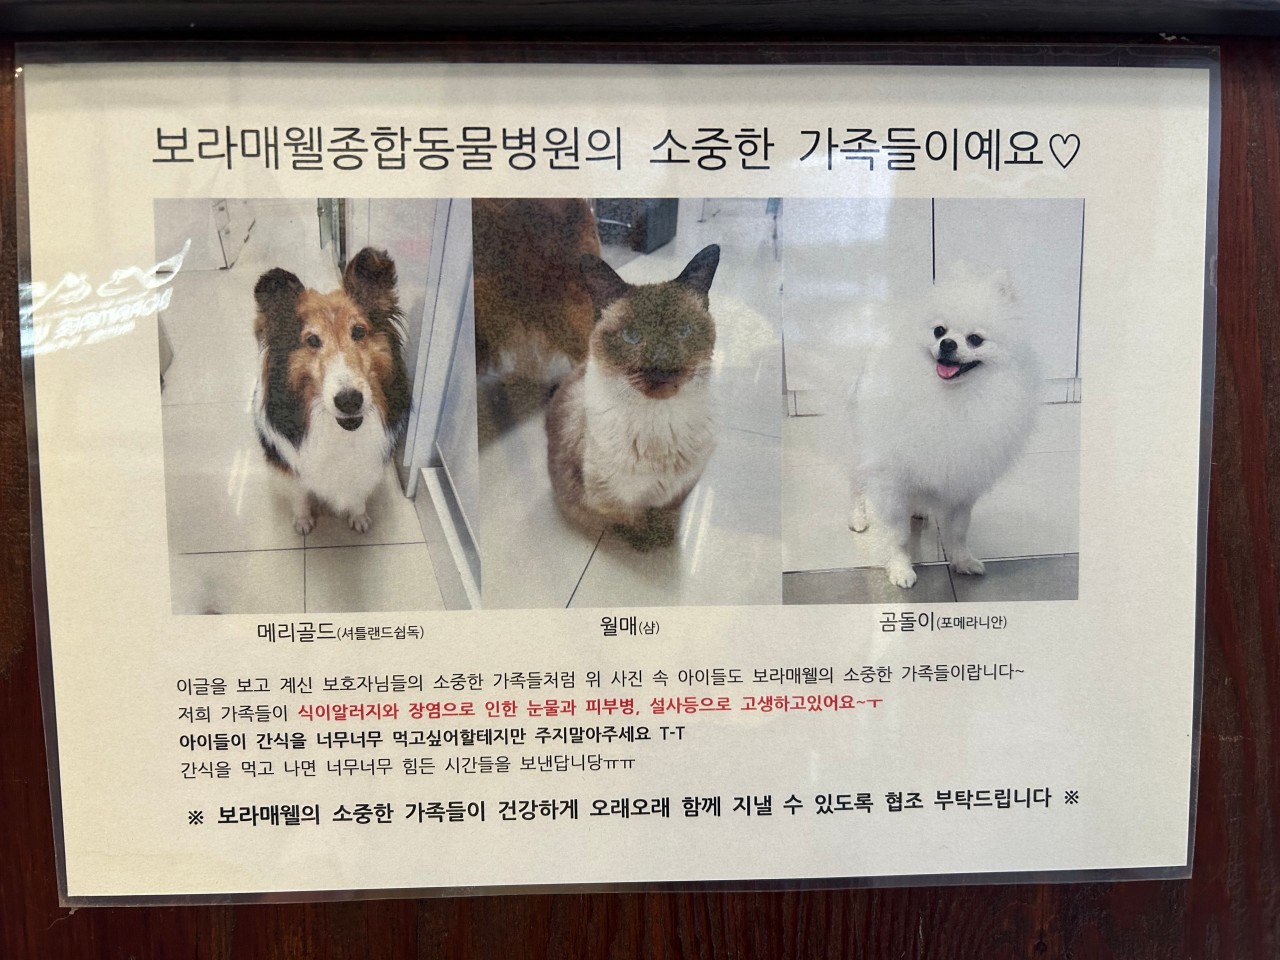 보라매웰종합동물병원의 소중한 가족들이예요♡
메리골드(셔틀랜드쉽독)
월매(샴)
곰돌이(포메라니안)
이글을 보고 계신 보호자님들의 소중한 가족들처럼 위 사진 속 아이들도 보라매웰의 소중한 가족들이랍니다~
저희 가족들이 식이알러지와 장염으로 인한 눈물과 피부병, 설사등으로 고생하고있어요~ㅜ
아이들이 간식을 너무너무 먹고싶어할테지만 주지말아주세요 T-T
간식을 먹고 나면 너무너무 힘든 시간들을 보낸답니당ㅠㅠ
※ 보라매웰의 소중한 가족들이 건강하게 오래오래 함께 지낼 수 있도록 협조 부탁드립니다 ※